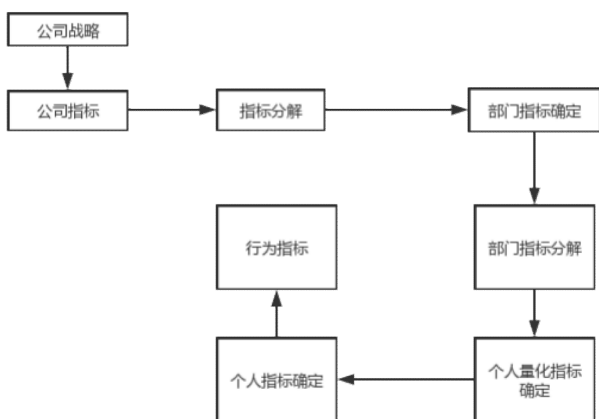 公司战略
公司指标
指标分解
部门指标确定
行为指标
部门指标分解
个人指标确定
个人量化指标
确定